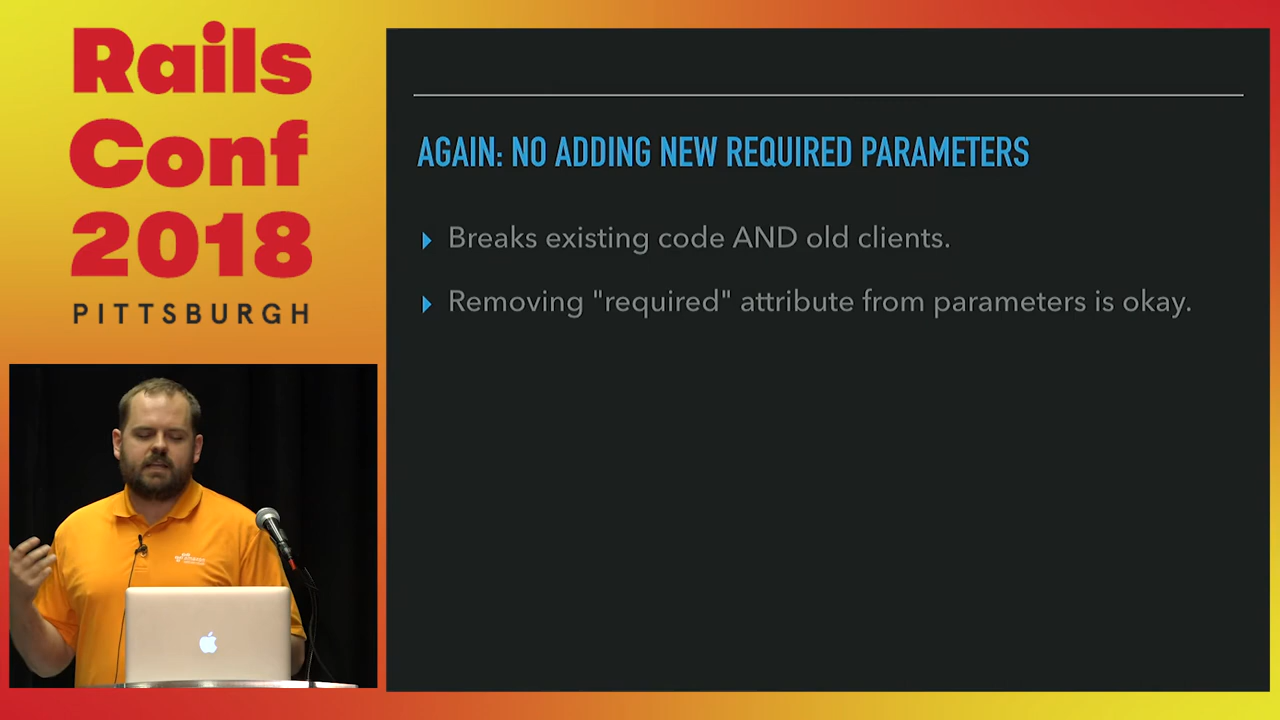 Rails
Conf
2018
PITTSBURGH
AGAIN: NO ADDING NEW REQUIRED PARAMETERS
Breaks existing code AND old clients.
Removing "required" attribute from parameters is okay.